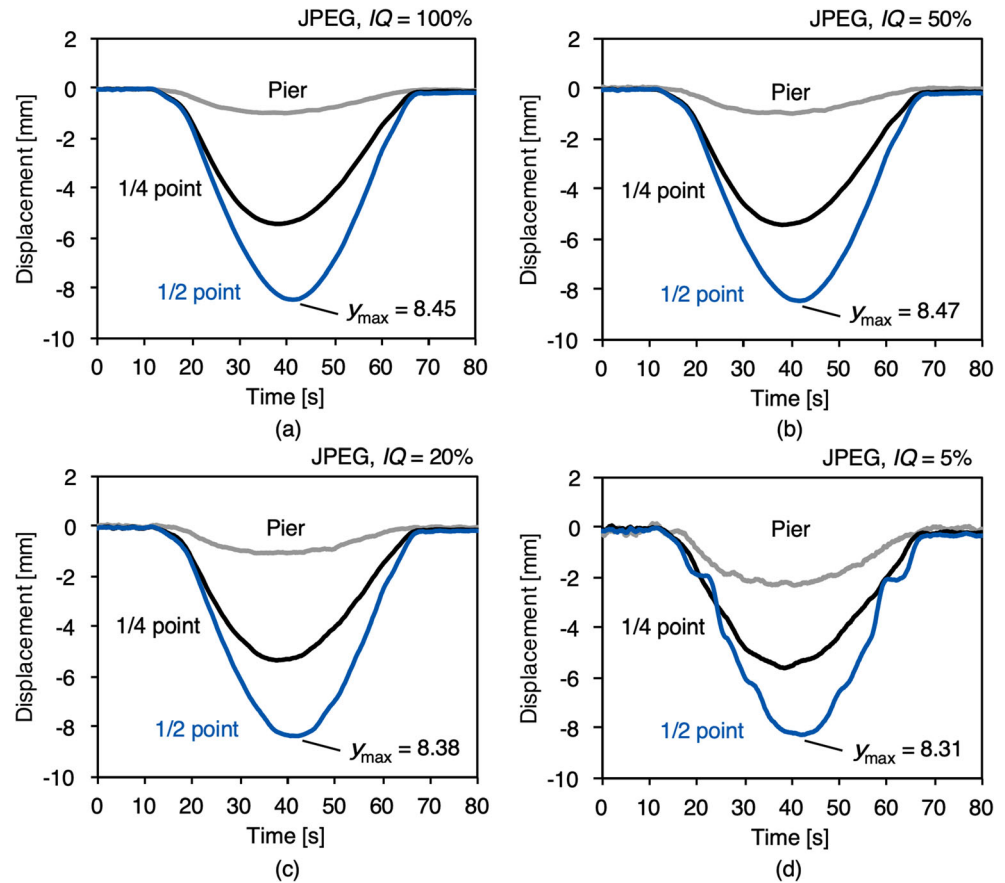 JPEG, IQ = 100%
2
0
-2
-4
-6
-8
-10
Displacement [mm]
Pier
1/4 point
1/2 point
ymax = 8.45
0 10 20 30 40 50 60 70 80
Time [s]
(a)
JPEG, IQ = 50%
2
0
-2
-4
-6
-8
-10
Displacement [mm]
Pier
1/4 point
1/2 point
ymax = 8.47
0 10 20 30 40 50 60 70 80
Time [s]
(b)
JPEG, IQ = 20%
2
0
-2
-4
-6
-8
-10
Displacement [mm]
Pier
1/4 point
1/2 point
ymax = 8.38
0 10 20 30 40 50 60 70 80
Time [s]
(c)
JPEG, IQ = 5%
2
0
-2
-4
-6
-8
-10
Displacement [mm]
Pier
1/4 point
1/2 point
ymax = 8.31
0 10 20 30 40 50 60 70 80
Time [s]
(d)